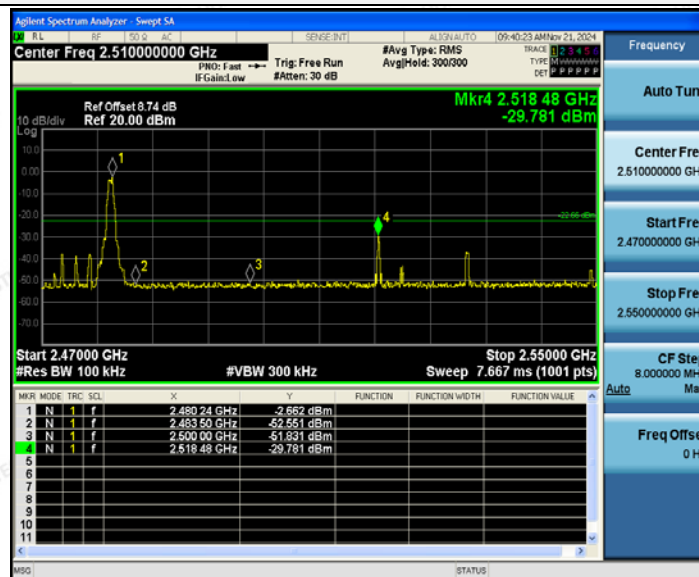 Agilent Spectrum Analyzer - Swept SA
RL RF 50 Ω AC SENSE:INT ALIGN AUTO 09:40:23 AM Nov 21, 2024
Center Freq 2.510000000 GHz
PNO: Fast
IFGain:Low
Trig: Free Run
#Atten: 30 dB
#Avg Type: RMS
Avg|Hold: 300/300
TRACE 1 2 3 4 5 6
TYPE M W W W W W
DET P P P P P P
Frequency
Auto Tun
Center Fre
2.510000000 GH
Start Fre
2.470000000 GH
Stop Fre
2.550000000 GH
CF Ste
8.000000 MH
Auto Ma
Freq Offse
0 H
Ref Offset 8.74 dB
10 dB/div Ref 20.00 dBm
Log
Mkr4 2.518 48 GHz
-29.781 dBm
10.0
0.00
-10.0
-20.0
-30.0
-40.0
-50.0
-60.0
-70.0
1
2
3
4
-22.66 dBm
Start 2.47000 GHz Stop 2.55000 GHz
#Res BW 100 kHz #VBW 300 kHz Sweep 7.667 ms (1001 pts)
MKR MODE TRC SCL X Y FUNCTION FUNCTION WIDTH FUNCTION VALUE
1 N 1 f 2.480 24 GHz -2.662 dBm
2 N 1 f 2.483 50 GHz -52.551 dBm
3 N 1 f 2.500 00 GHz -51.831 dBm
4 N 1 f 2.518 48 GHz -29.781 dBm
5
6
7
8
9
10
11
MSG STATUS